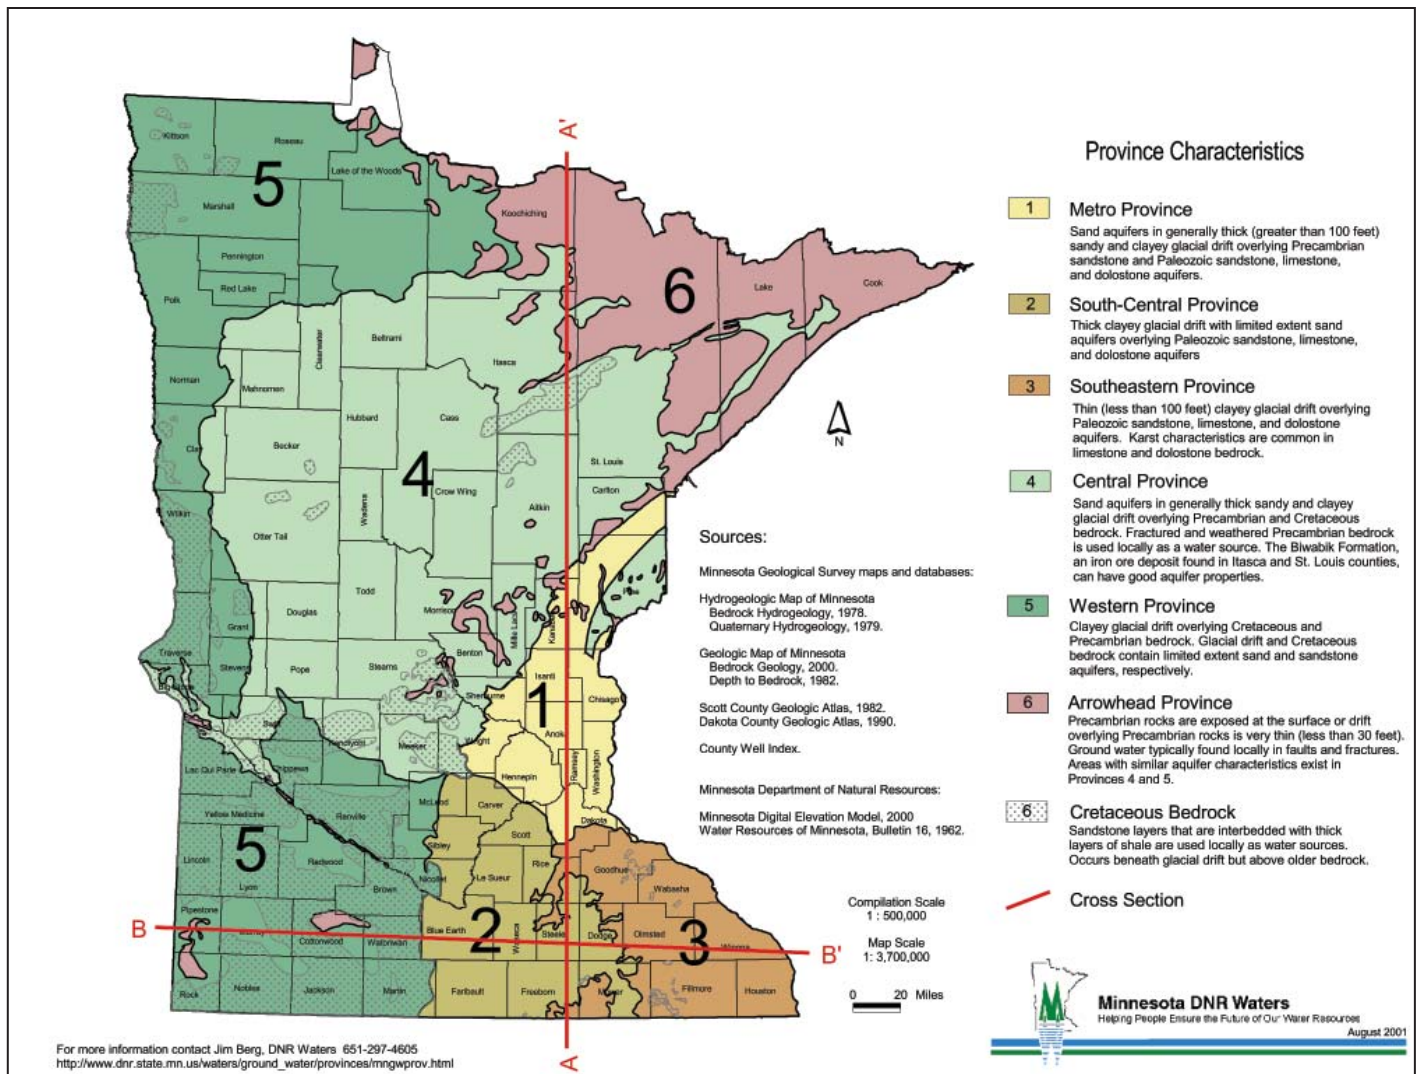 A'
Kittson
Roseau
5
Lake of the Woods
Marshall
Koochiching
Pennington
Red Lake
Polk
6
Lake
Cook
Beltrami
Clearwater
Itasca
Norman
Mahnomen
Hubbard
Cass
Becker
Clay
4
St. Louis
Crow Wing
Carlton
Wadena
Aitkin
Wilkin
Otter Tail
Todd
Douglas
Morrison
Mille Lacs
Kanabec
Pine
Grant
Traverse
Stevens
Pope
Stearns
Benton
Isanti
Big Stone
Sherburne
1
Chisago
Swift
Anoka
Kandiyohi
Meeker
Wright
Lac Qui Parle
Chippewa
Hennepin
Ramsey
Washington
McLeod
Carver
Yellow Medicine
Renville
Dakota
Scott
Sibley
5
Lincoln
Lyon
Redwood
Rice
Goodhue
Nicollet
Le Sueur
Brown
Wabasha
Pipestone
Murray
Cottonwood
Watonwan
Blue Earth
2
Waseca
Steele
Dodge
Olmsted
3
Winona
B
B'
Rock
Nobles
Jackson
Martin
Faribault
Freeborn
Mower
Fillmore
Houston
A
N
Sources:
Minnesota Geological Survey maps and databases:
Hydrogeologic Map of Minnesota
Bedrock Hydrogeology, 1978.
Quaternary Hydrogeology, 1979.
Geologic Map of Minnesota
Bedrock Geology, 2000.
Depth to Bedrock, 1982.
Scott County Geologic Atlas, 1982.
Dakota County Geologic Atlas, 1990.
County Well Index.
Minnesota Department of Natural Resources:
Minnesota Digital Elevation Model, 2000
Water Resources of Minnesota, Bulletin 16, 1962.
Compilation Scale
1 : 500,000
Map Scale
1: 3,700,000
0 20 Miles
Province Characteristics
1 Metro Province
Sand aquifers in generally thick (greater than 100 feet)
sandy and clayey glacial drift overlying Precambrian
sandstone and Paleozoic sandstone, limestone,
and dolostone aquifers.
2 South-Central Province
Thick clayey glacial drift with limited extent sand
aquifers overlying Paleozoic sandstone, limestone,
and dolostone aquifers
3 Southeastern Province
Thin (less than 100 feet) clayey glacial drift overlying
Paleozoic sandstone, limestone, and dolostone
aquifers. Karst characteristics are common in
limestone and dolostone bedrock.
4 Central Province
Sand aquifers in generally thick sandy and clayey
glacial drift overlying Precambrian and Cretaceous
bedrock. Fractured and weathered Precambrian bedrock
is used locally as a water source. The Biwabik Formation,
an iron ore deposit found in Itasca and St. Louis counties,
can have good aquifer properties.
5 Western Province
Clayey glacial drift overlying Cretaceous and
Precambrian bedrock. Glacial drift and Cretaceous
bedrock contain limited extent sand and sandstone
aquifers, respectively.
6 Arrowhead Province
Precambrian rocks are exposed at the surface or drift
overlying Precambrian rocks is very thin (less than 30 feet).
Ground water typically found locally in faults and fractures.
Areas with similar aquifer characteristics exist in
Provinces 4 and 5.
6 Cretaceous Bedrock
Sandstone layers that are interbedded with thick
layers of shale are used locally as water sources.
Occurs beneath glacial drift but above older bedrock.
Cross Section
Minnesota DNR Waters
Helping People Ensure the Future of Our Water Resources
August 2001
For more information contact Jim Berg, DNR Waters 651-297-4605
http://www.dnr.state.mn.us/waters/ground_water/provinces/mngwprov.html